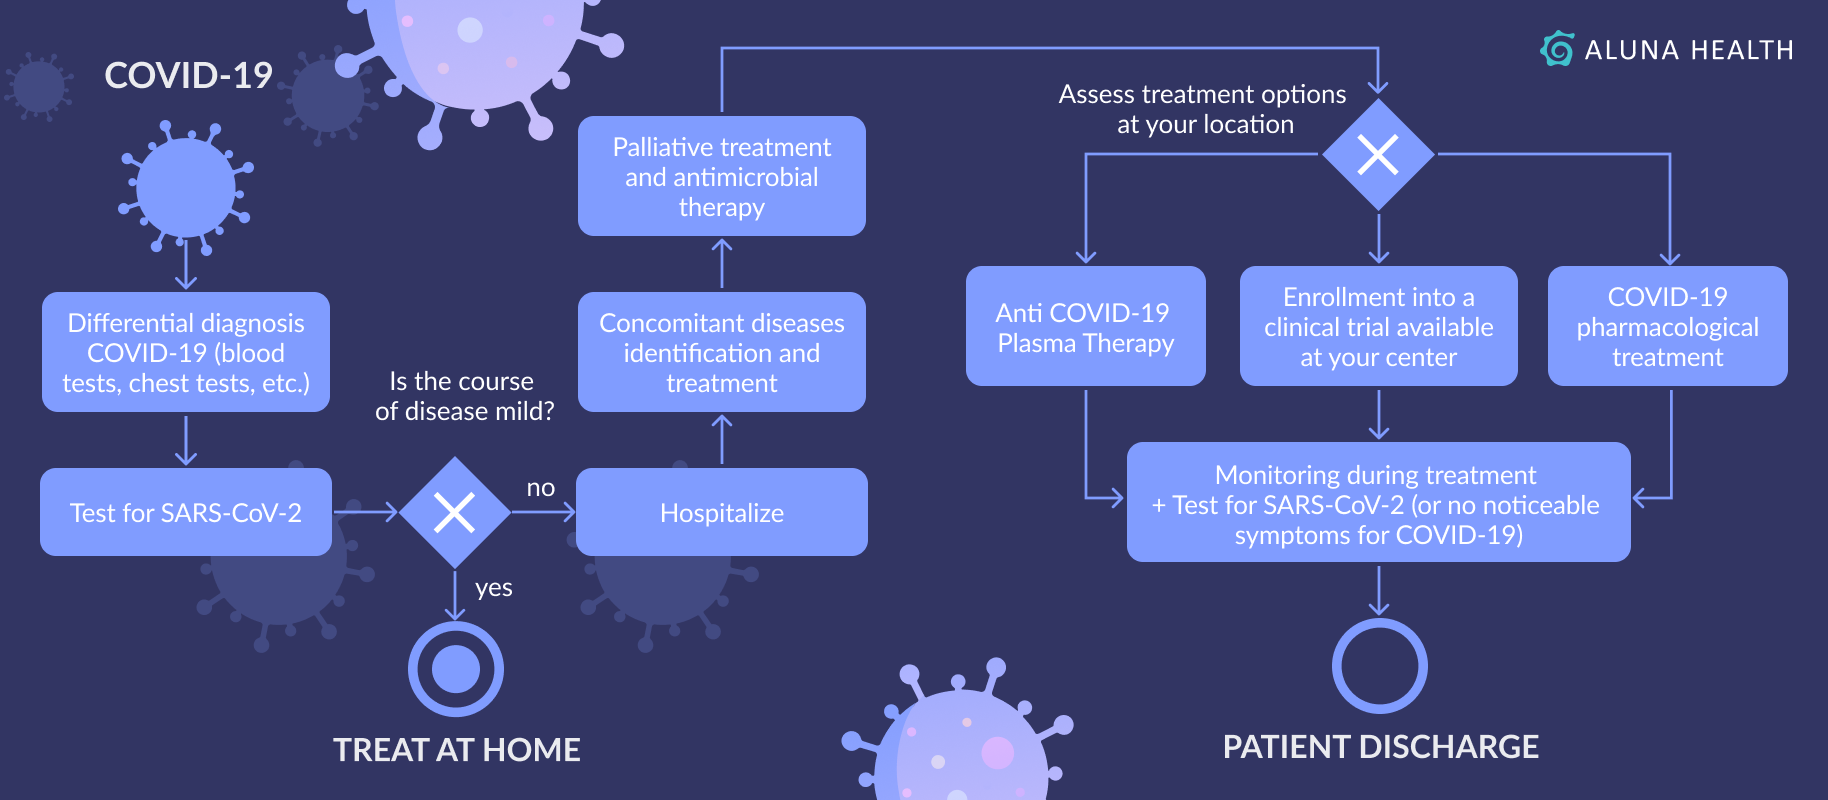 COVID-19
ALUNA HEALTH
Differential diagnosis
COVID-19 (blood
tests, chest tests, etc.)
Test for SARS-CoV-2
Is the course
of disease mild?
no
yes
TREAT AT HOME
Hospitalize
Concomitant diseases
identification and
treatment
Palliative treatment
and antimicrobial
therapy
Assess treatment options
at your location
Anti COVID-19
Plasma Therapy
Enrollment into a
clinical trial available
at your center
COVID-19
pharmacological
treatment
Monitoring during treatment
+ Test for SARS-CoV-2 (or no noticeable
symptoms for COVID-19)
PATIENT DISCHARGE